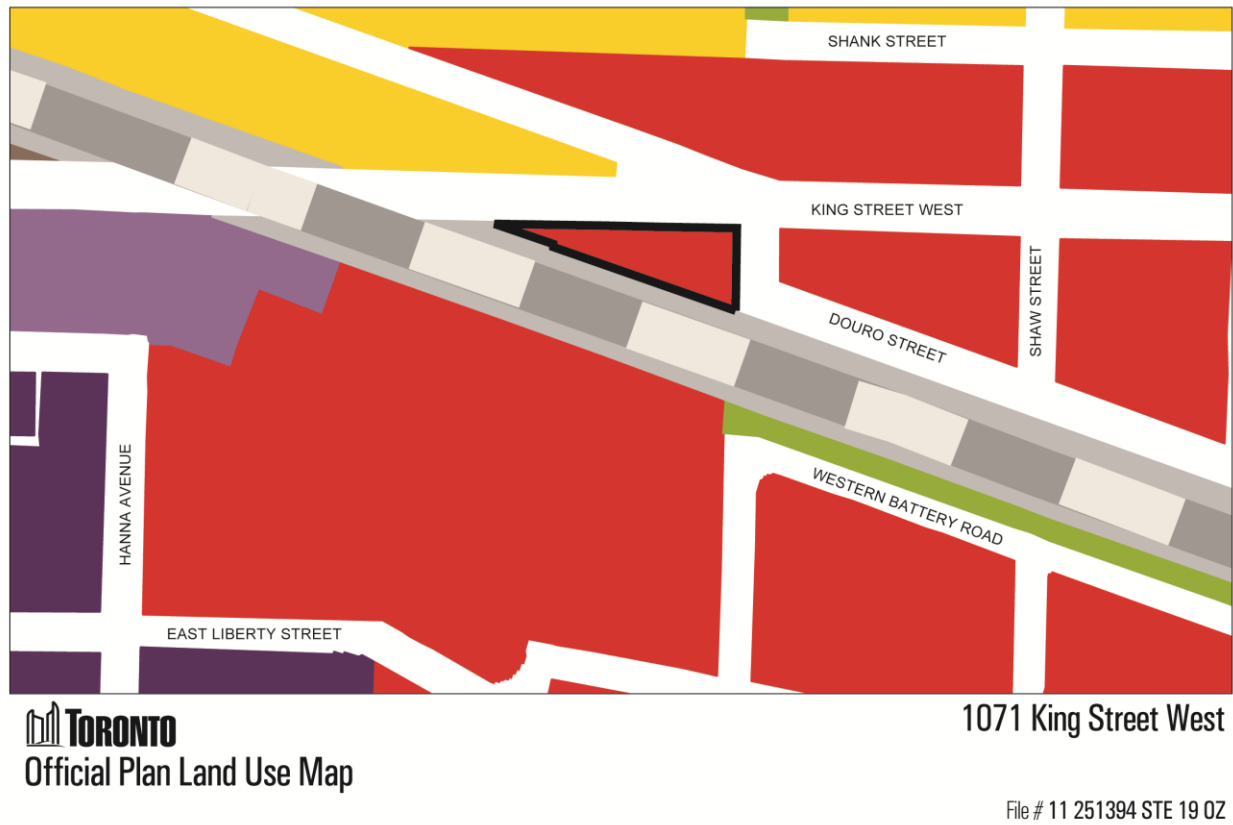 SHANK STREET
KING STREET WEST
SHAW STREET
DOURO STREET
HANNA AVENUE
WESTERN BATTERY ROAD
EAST LIBERTY STREET
TORONTO
Official Plan Land Use Map
1071 King Street West
File # 11 251394 STE 19 OZ